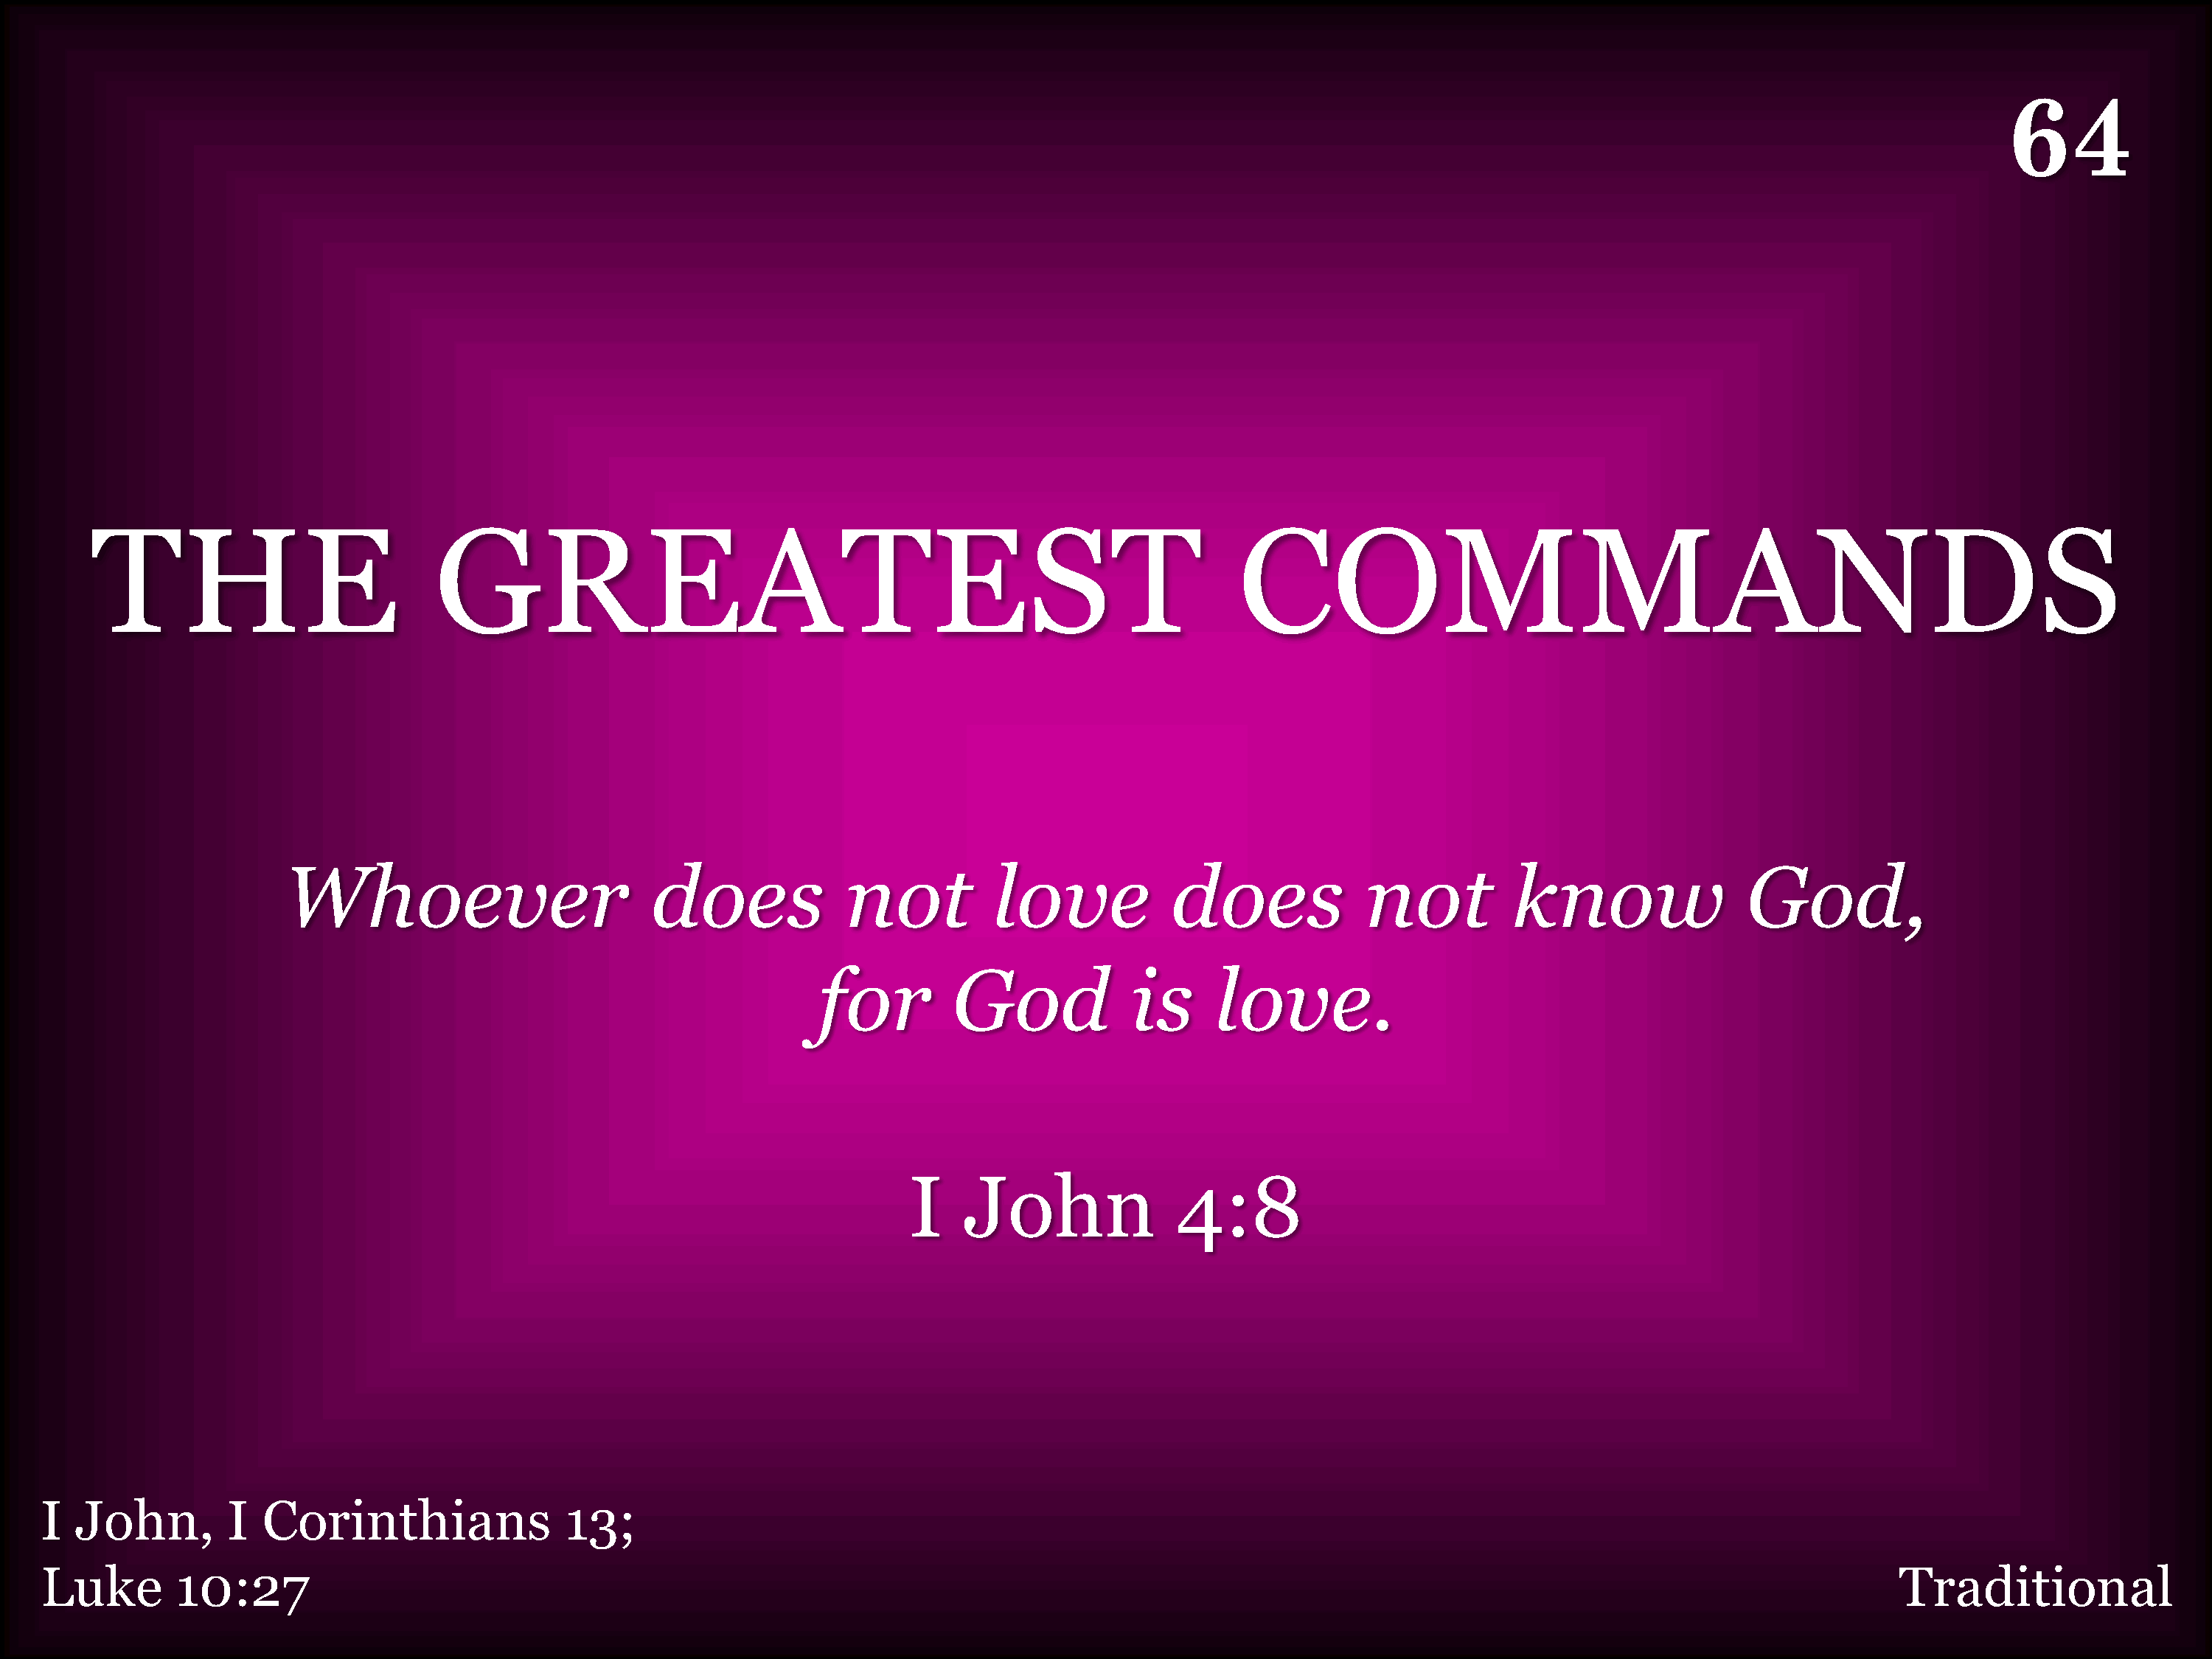 64
THE GREATEST COMMANDS
Whoever does not love does not know God,
for God is love.
I John 4:8
I John, I Corinthians 13;
Luke 10:27
Traditional